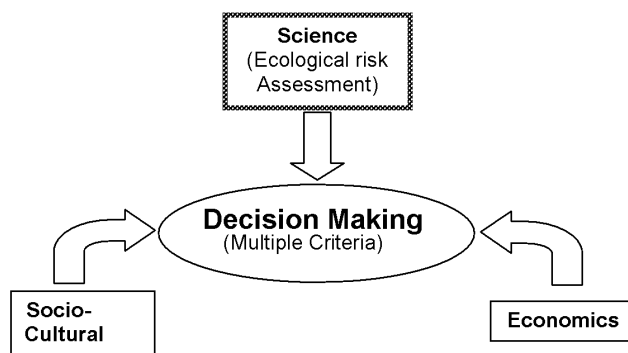 Science
(Ecological risk
Assessment)
Decision Making
(Multiple Criteria)
Socio-
Cultural
Economics